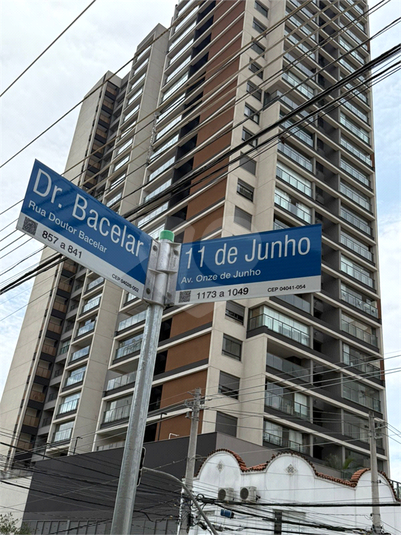 Dr. Bacelar
Rua Doutor Bacelar
857 a 841
CEP 04026-002
11 de Junho
Av. Onze de Junho
1173 a 1049
CEP 04041-054